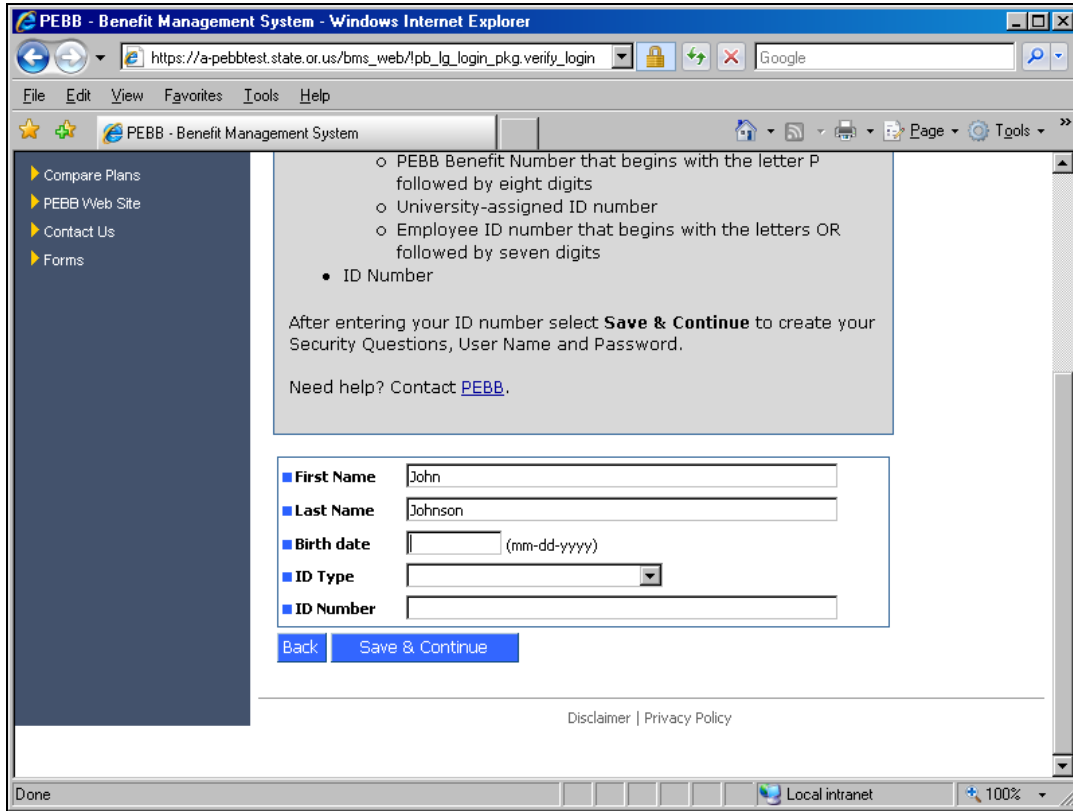 PEBB - Benefit Management System - Windows Internet Explorer
https://a-pebbtest.state.or.us/bms_web/!pb_lg_login_pkg.verify_login
Google
File Edit View Favorites Tools Help
PEBB - Benefit Management System
Page Tools »
Compare Plans
PEBB Web Site
Contact Us
Forms
PEBB Benefit Number that begins with the letter P
followed by eight digits
University-assigned ID number
Employee ID number that begins with the letters OR
followed by seven digits
ID Number
After entering your ID number select Save & Continue to create your
Security Questions, User Name and Password.
Need help? Contact PEBB.
First Name John
Last Name Johnson
Birth date (mm-dd-yyyy)
ID Type
ID Number
Back Save & Continue
Disclaimer | Privacy Policy
Done Local intranet 100%